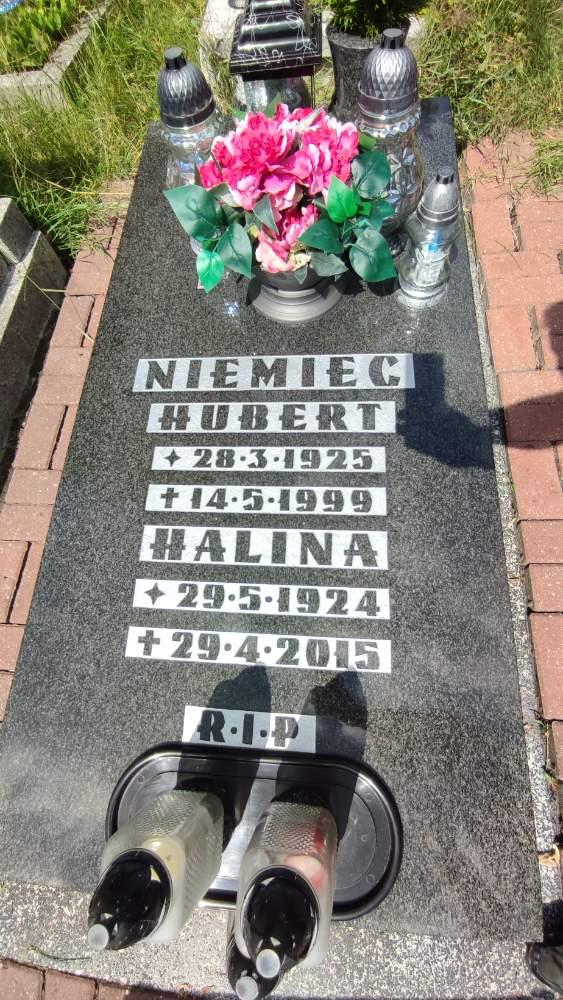 NIEMIEC
HUBERT
✦ 28·3·1925
✝ 14·5·1999
HALINA
✦ 29·5·1924
✝ 29·4·2015
R·I·P